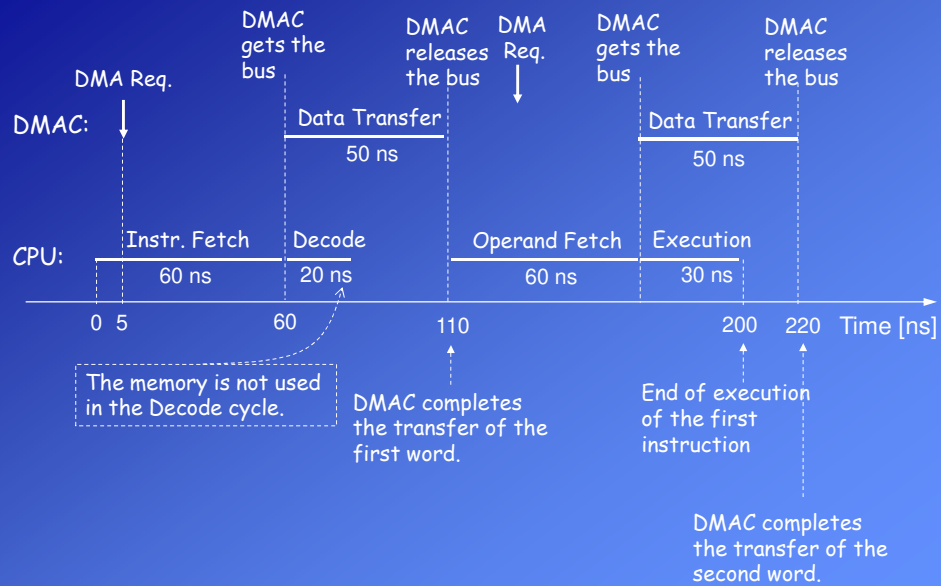 DMAC
gets the
bus
DMAC
releases
the bus
DMA
Req.
DMAC
gets the
bus
DMAC
releases
the bus
DMA Req.
DMAC:
Data Transfer
50 ns
Data Transfer
50 ns
CPU:
Instr. Fetch
60 ns
Decode
20 ns
Operand Fetch
60 ns
Execution
30 ns
0 5 60 110 200 220 Time [ns]
The memory is not used
in the Decode cycle.
DMAC completes
the transfer of the
first word.
End of execution
of the first
instruction
DMAC completes
the transfer of the
second word.